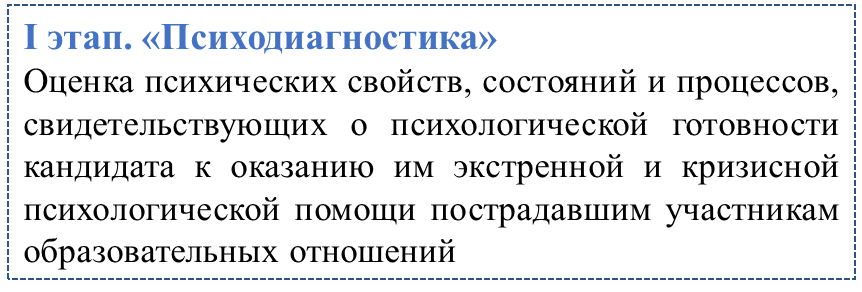 I этап. «Психодиагностика»
Оценка психических свойств, состояний и процессов,
свидетельствующих о психологической готовности
кандидата к оказанию им экстренной и кризисной
психологической помощи пострадавшим участникам
образовательных отношений